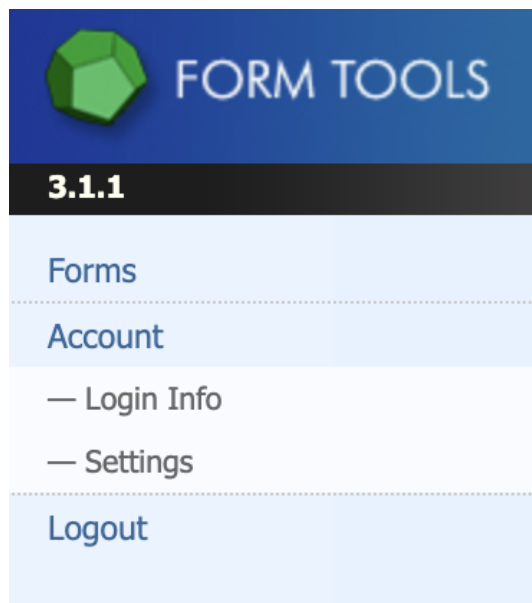 FORM TOOLS
3.1.1
Forms
Account
— Login Info
— Settings
Logout